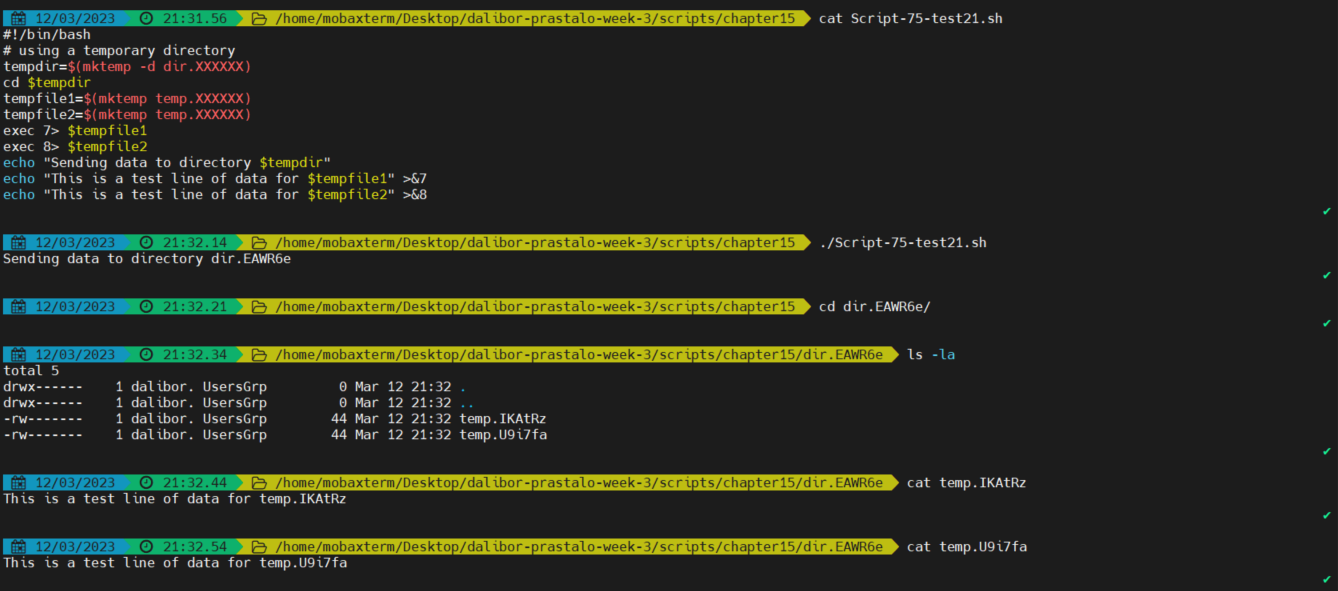 12/03/2023 21:31.56 /home/mobaxterm/Desktop/dalibor-prastalo-week-3/scripts/chapter15 cat Script-75-test21.sh
#!/bin/bash
# using a temporary directory
tempdir=$(mktemp -d dir.XXXXXX)
cd $tempdir
tempfile1=$(mktemp temp.XXXXXX)
tempfile2=$(mktemp temp.XXXXXX)
exec 7> $tempfile1
exec 8> $tempfile2
echo "Sending data to directory $tempdir"
echo "This is a test line of data for $tempfile1" >&7
echo "This is a test line of data for $tempfile2" >&8
12/03/2023 21:32.14 /home/mobaxterm/Desktop/dalibor-prastalo-week-3/scripts/chapter15 ./Script-75-test21.sh
Sending data to directory dir.EAWR6e
12/03/2023 21:32.21 /home/mobaxterm/Desktop/dalibor-prastalo-week-3/scripts/chapter15 cd dir.EAWR6e/
12/03/2023 21:32.34 /home/mobaxterm/Desktop/dalibor-prastalo-week-3/scripts/chapter15/dir.EAWR6e ls -la
total 5
drwx------ 1 dalibor. UsersGrp 0 Mar 12 21:32 .
drwx------ 1 dalibor. UsersGrp 0 Mar 12 21:32 ..
-rw------- 1 dalibor. UsersGrp 44 Mar 12 21:32 temp.IKAtRz
-rw------- 1 dalibor. UsersGrp 44 Mar 12 21:32 temp.U9i7fa
12/03/2023 21:32.44 /home/mobaxterm/Desktop/dalibor-prastalo-week-3/scripts/chapter15/dir.EAWR6e cat temp.IKAtRz
This is a test line of data for temp.IKAtRz
12/03/2023 21:32.54 /home/mobaxterm/Desktop/dalibor-prastalo-week-3/scripts/chapter15/dir.EAWR6e cat temp.U9i7fa
This is a test line of data for temp.U9i7fa